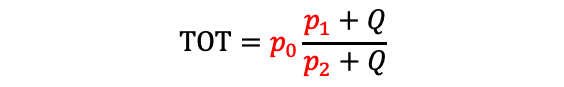 TOT = p₀ (p₁ + Q) / (p₂ + Q)